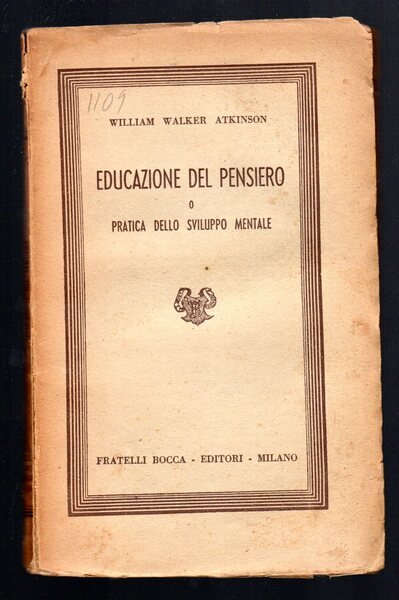 1109
WILLIAM WALKER ATKINSON
EDUCAZIONE DEL PENSIERO
O
PRATICA DELLO SVILUPPO MENTALE
FRATELLI BOCCA - EDITORI - MILANO